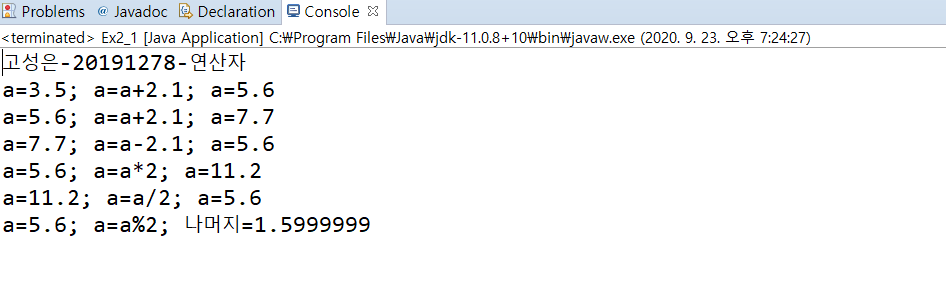 Problems @ Javadoc Declaration Console
<terminated> Ex2_1 [Java Application] C:₩Program Files₩Java₩jdk-11.0.8+10₩bin₩javaw.exe (2020. 9. 23. 오후 7:24:27)
고성은-20191278-연산자
a=3.5; a=a+2.1; a=5.6
a=5.6; a=a+2.1; a=7.7
a=7.7; a=a-2.1; a=5.6
a=5.6; a=a*2; a=11.2
a=11.2; a=a/2; a=5.6
a=5.6; a=a%2; 나머지=1.5999999